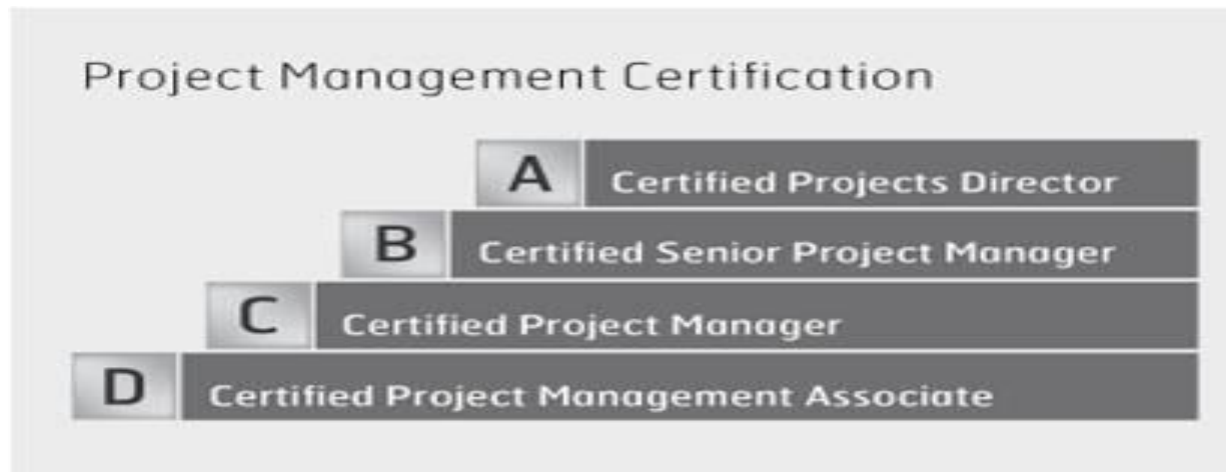 Project Management Certification
A Certified Projects Director
B Certified Senior Project Manager
C Certified Project Manager
D Certified Project Management Associate